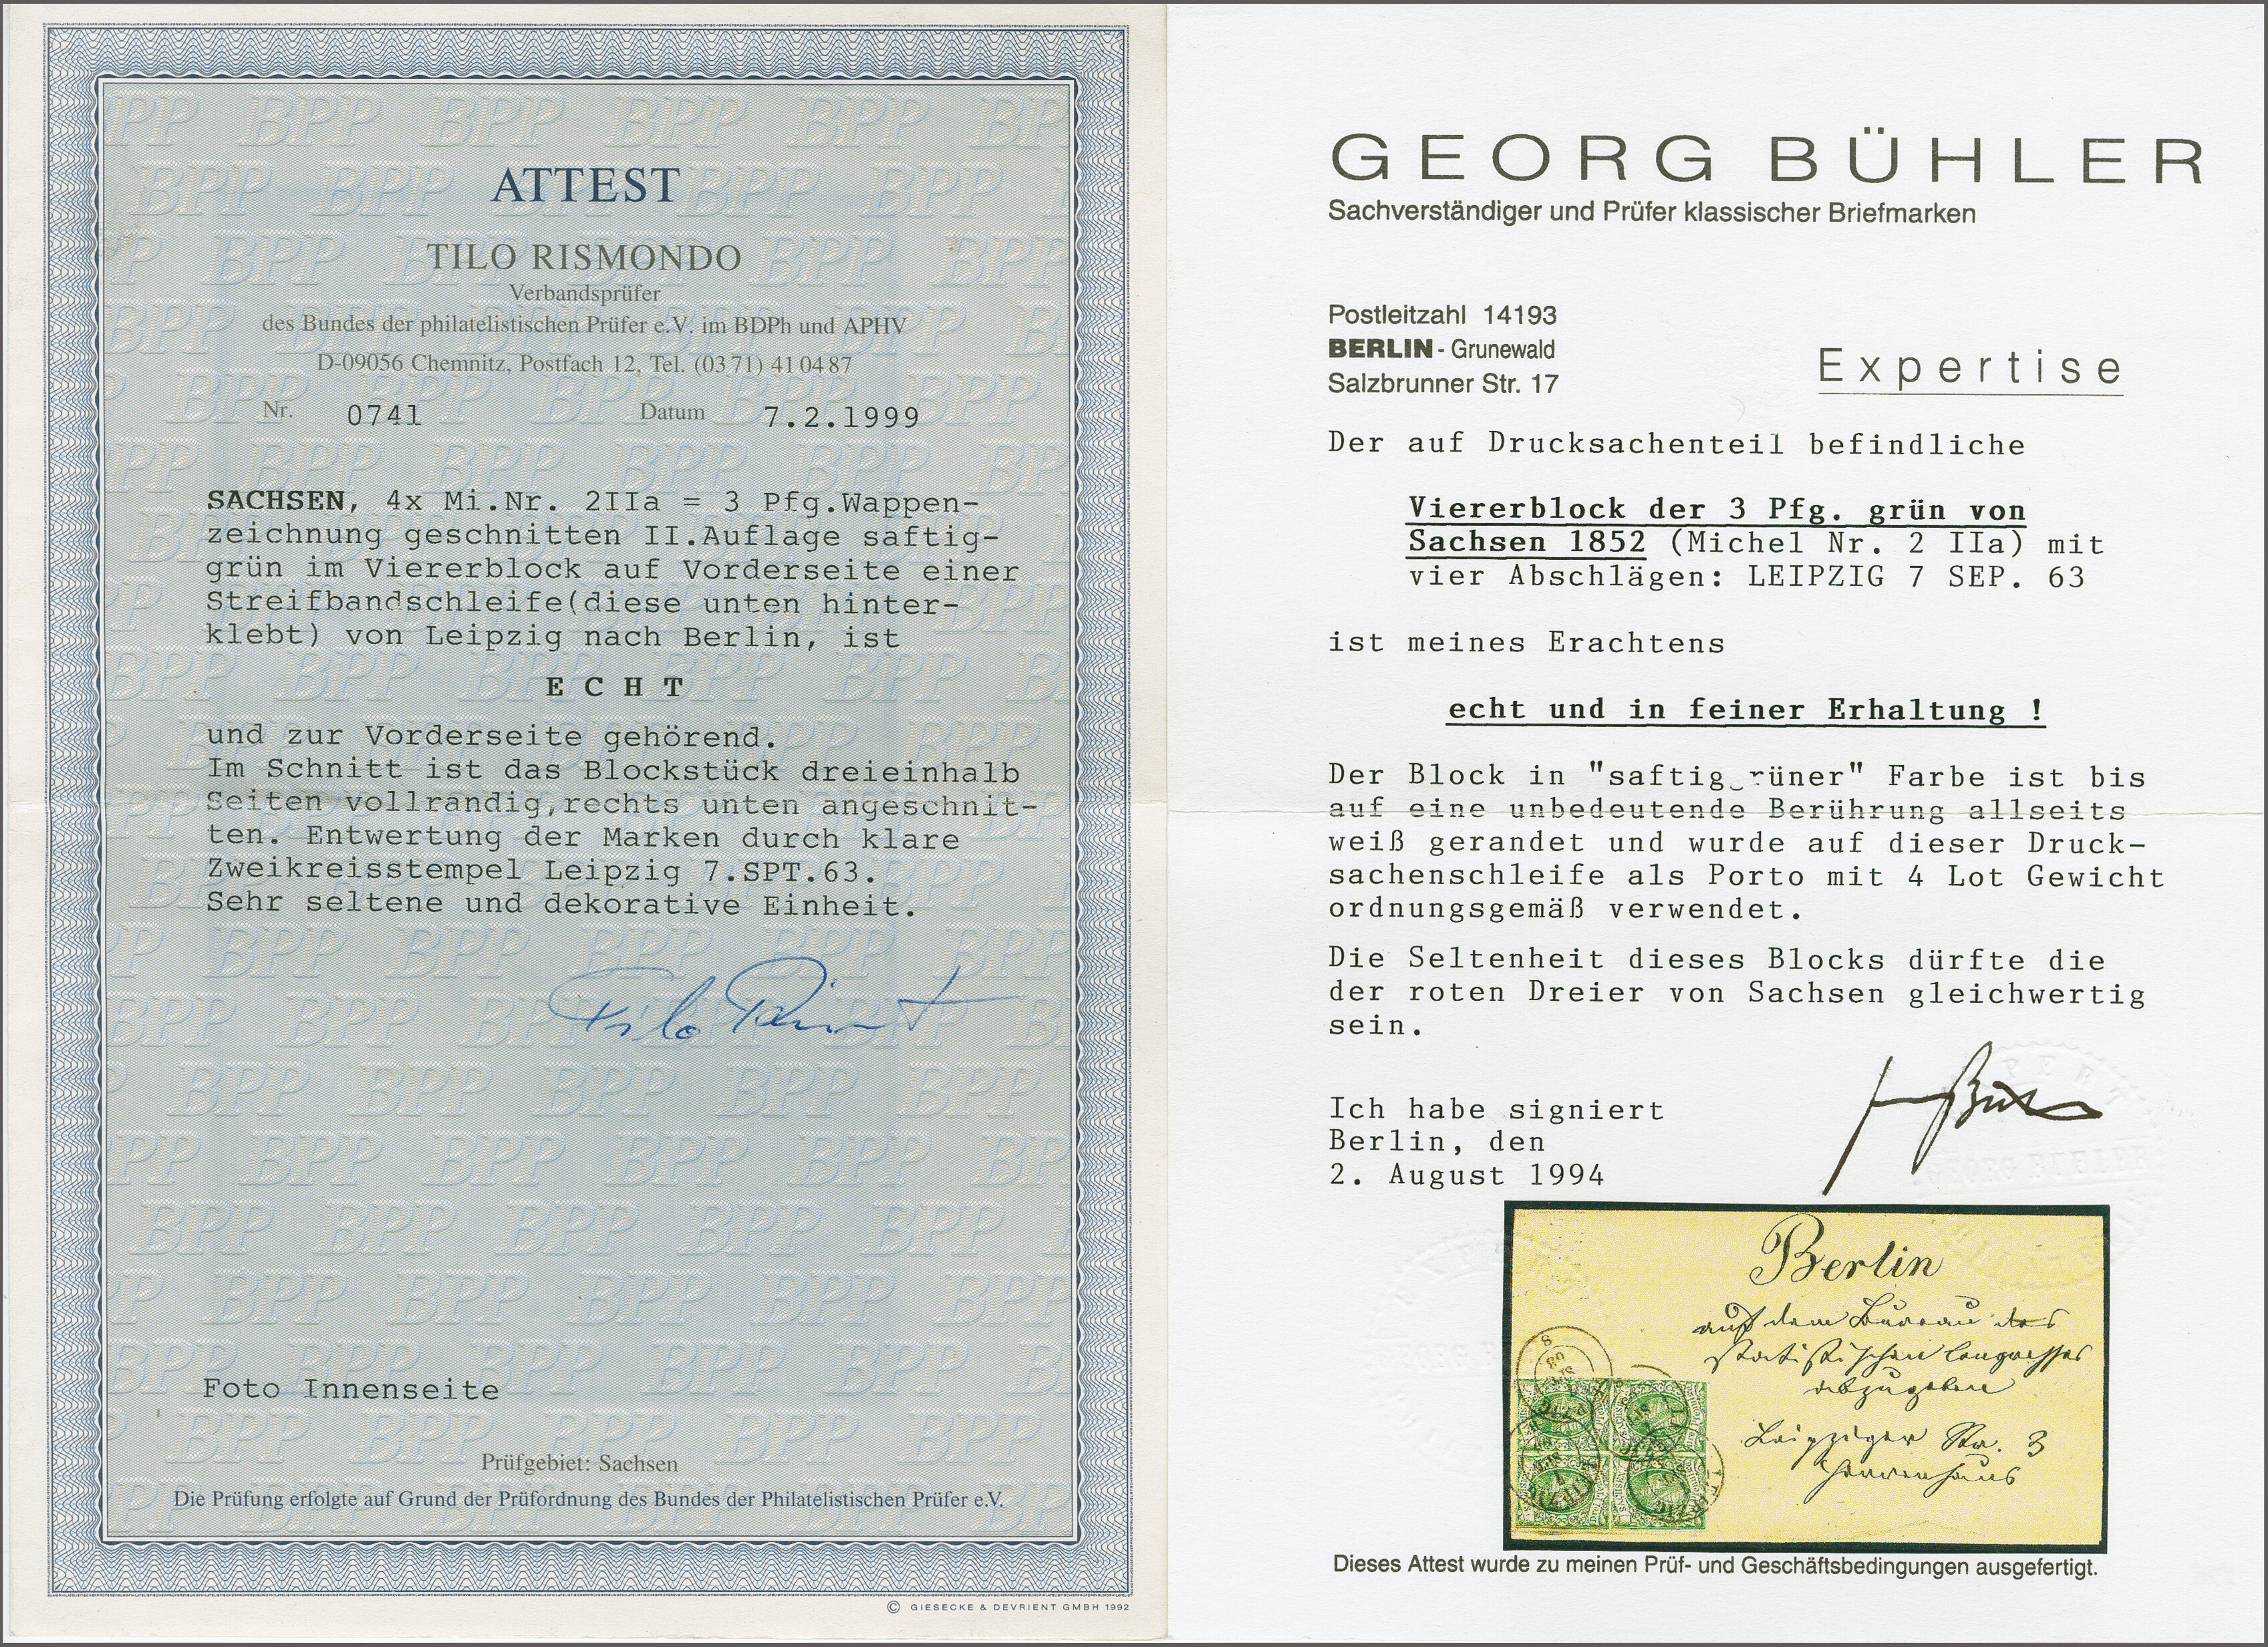 ATTEST
TILO RISMONDO
Verbandsprüfer
des Bundes der philatelistischen Prüfer e.V. im BDPh und APHV
D-09056 Chemnitz, Postfach 12, Tel. (03 71) 41 04 87
Nr. 0741 Datum 7.2.1999
SACHSEN, 4x Mi.Nr. 2IIa = 3 Pfg.Wappen-
zeichnung geschnitten II.Auflage saftig-
grün im Viererblock auf Vorderseite einer
Streifbandschleife(diese unten hinter-
klebt) von Leipzig nach Berlin, ist
E C H T
und zur Vorderseite gehörend.
Im Schnitt ist das Blockstück dreieinhalb
Seiten vollrandig,rechts unten angeschnit-
ten. Entwertung der Marken durch klare
Zweikreisstempel Leipzig 7.SPT.63.
Sehr seltene und dekorative Einheit.
Foto Innenseite
Prüfgebiet: Sachsen
Die Prüfung erfolgte auf Grund der Prüfordnung des Bundes der Philatelistischen Prüfer e.V.
© GIESECKE & DEVRIENT GMBH 1992
GEORG BÜHLER
Sachverständiger und Prüfer klassischer Briefmarken
Postleitzahl 14193
BERLIN - Grunewald
Salzbrunner Str. 17
Expertise
Der auf Drucksachenteil befindliche
Viererblock der 3 Pfg. grün von
Sachsen 1852 (Michel Nr. 2 IIa) mit
vier Abschlägen: LEIPZIG 7 SEP. 63
ist meines Erachtens
echt und in feiner Erhaltung !
Der Block in "saftiggrüner" Farbe ist bis
auf eine unbedeutende Berührung allseits
weiß gerandet und wurde auf dieser Druck-
sachenschleife als Porto mit 4 Lot Gewicht
ordnungsgemäß verwendet.
Die Seltenheit dieses Blocks dürfte die
der roten Dreier von Sachsen gleichwertig
sein.
Ich habe signiert
Berlin, den
2. August 1994
Berlin
auf dem Bureau des
statistischen Congresses
abzugeben
Leipziger Str. 3
Herrenhaus
Dieses Attest wurde zu meinen Prüf- und Geschäftsbedingungen ausgefertigt.